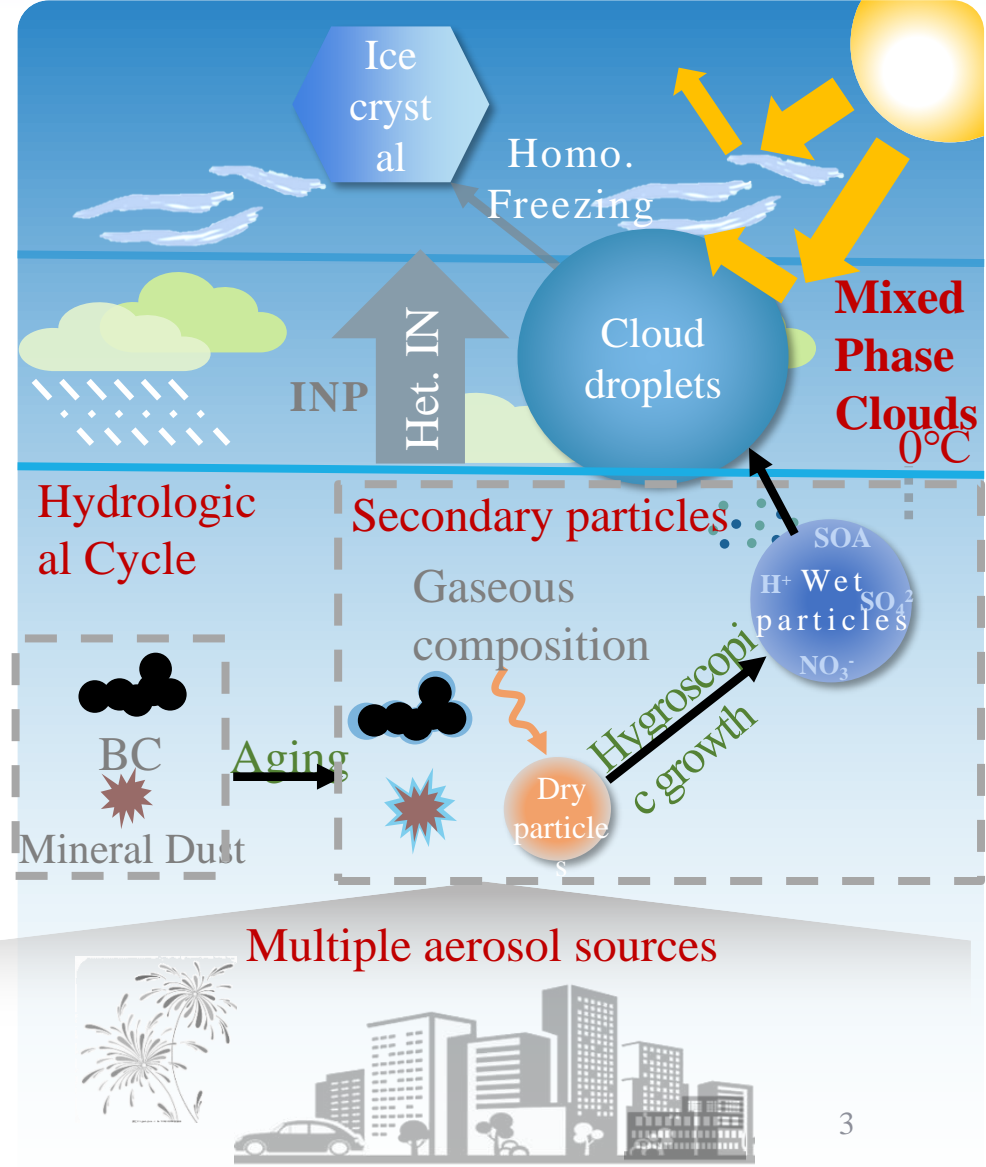 Ice
cryst
al
Homo.
Freezing
Mixed
Phase
Clouds
0℃
Cloud
droplets
INP
Het. IN
Hydrologic
al Cycle
Secondary particles
Gaseous
composition
SOA
H⁺ Wet
SO₄²
particles
NO₃⁻
Hygroscopi
c growth
BC
Aging
Mineral Dust
Dry
particle
s
Multiple aerosol sources
3